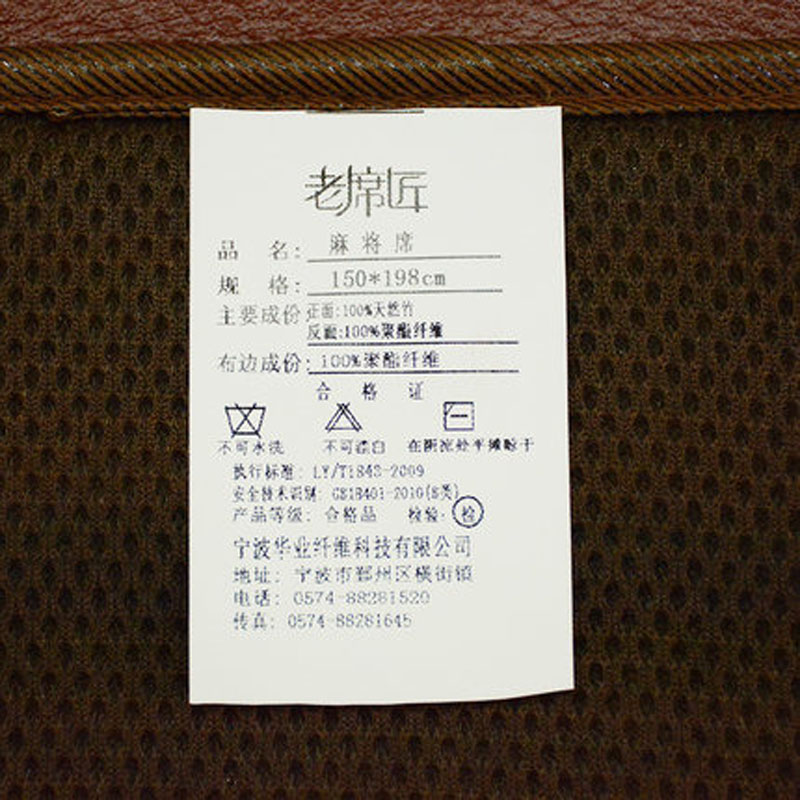 老席匠
品 名: 麻将席
规 格: 150*198cm
主要成份 正面:100%天然竹
反面:100%聚酯纤维
布边成份: 100%聚酯纤维
合 格 证
不可水洗 不可漂白 在阴凉处平摊晾干
执行标准: LY/T1843-2009
安全技术识别: GB18401-2010(B类)
产品等级: 合格品 检验: 检
宁波华业纤维科技有限公司
地址: 宁波市鄞州区横街镇
电话: 0574-88281520
传真: 0574-88281645